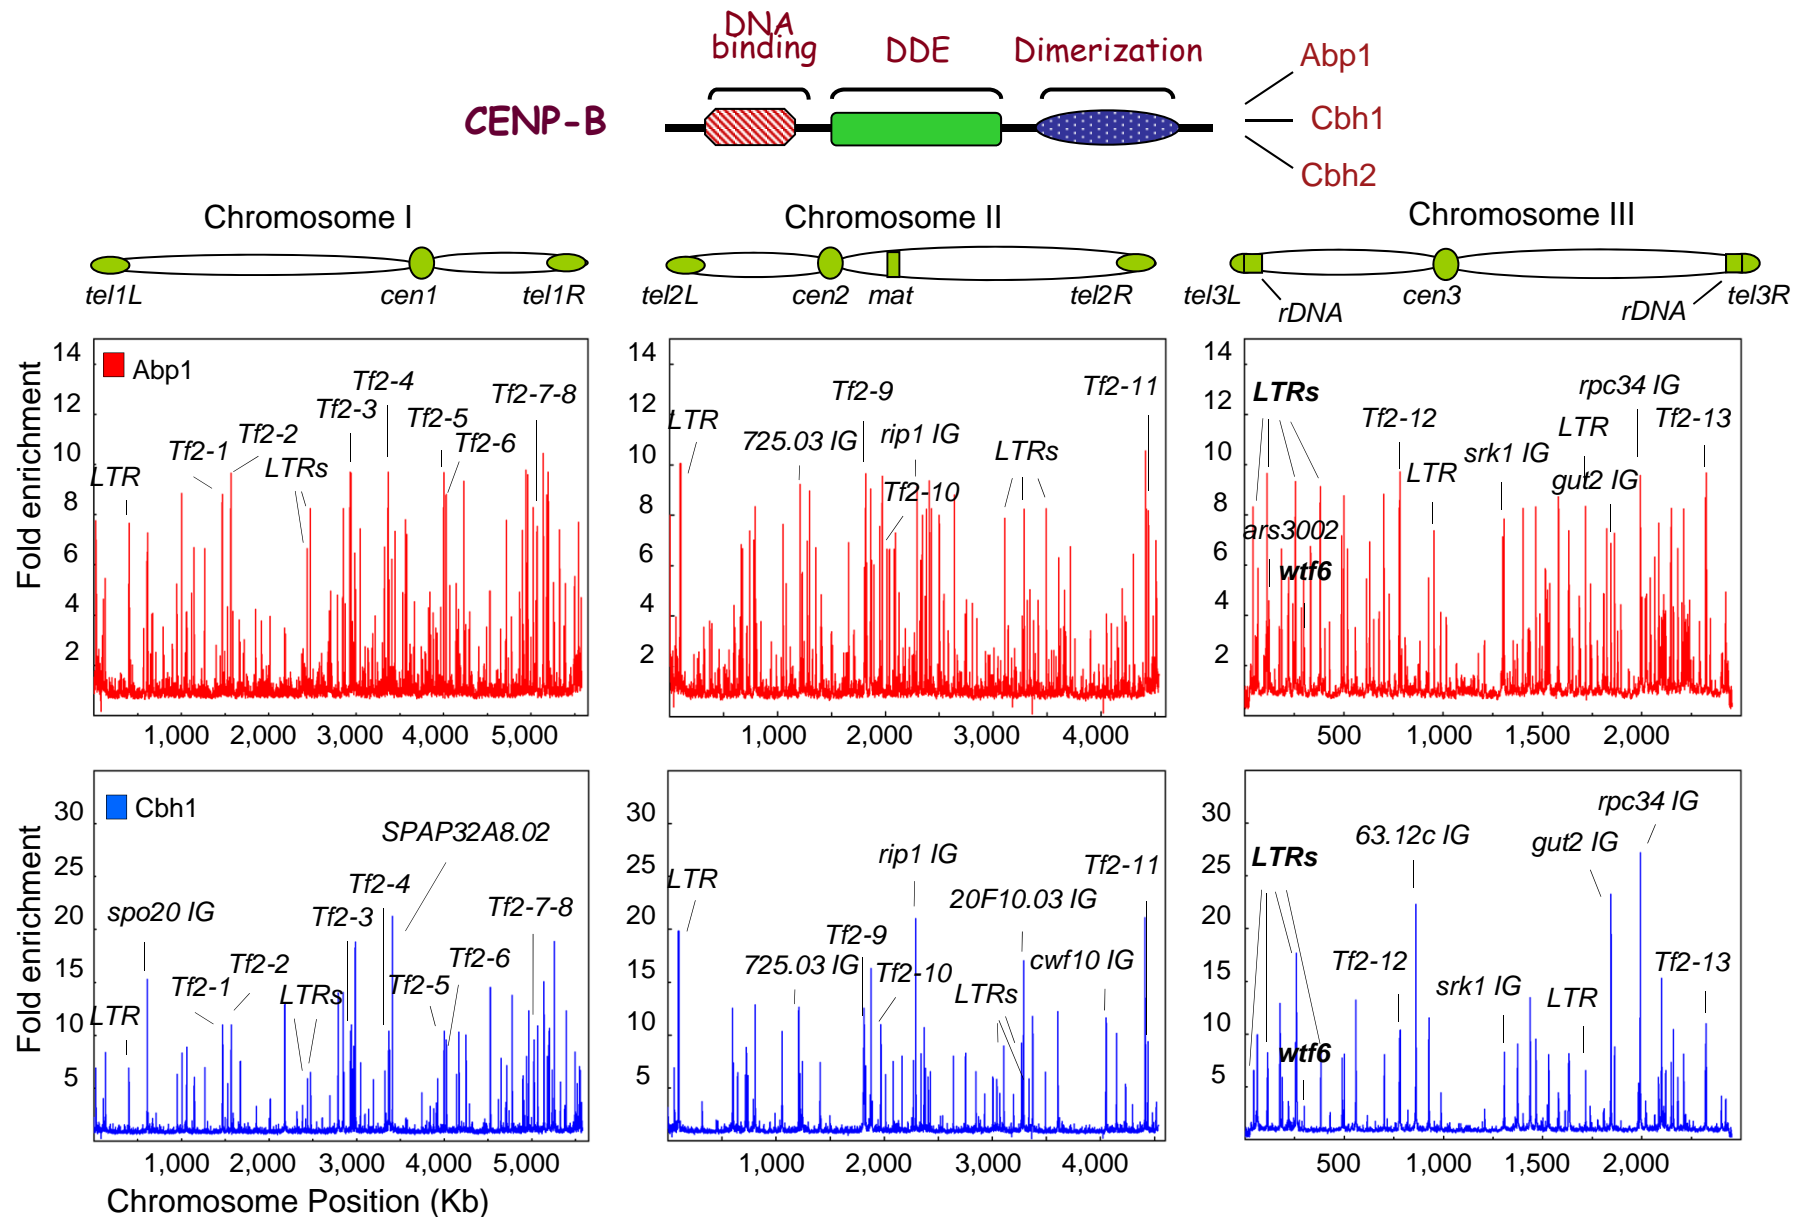 DNA
binding
DDE
Dimerization
CENP-B
Abp1
Cbh1
Cbh2
Chromosome I
Chromosome II
Chromosome III
tel1L
cen1
tel1R
tel2L
cen2
mat
tel2R
tel3L
rDNA
cen3
rDNA
tel3R
Fold enrichment
14
12
10
8
6
4
2
Abp1
LTR
Tf2-1
Tf2-2
LTRs
Tf2-3
Tf2-4
Tf2-5
Tf2-6
Tf2-7-8
1,000
2,000
3,000
4,000
5,000
14
12
10
8
6
4
2
LTR
725.03 IG
Tf2-9
rip1 IG
Tf2-10
LTRs
Tf2-11
1,000
2,000
3,000
4,000
14
12
10
8
6
4
2
LTRs
ars3002
wtf6
Tf2-12
LTR
srk1 IG
LTR
gut2 IG
rpc34 IG
Tf2-13
500
1,000
1,500
2,000
Fold enrichment
30
25
20
15
10
5
Cbh1
LTR
spo20 IG
Tf2-1
Tf2-2
LTRs
Tf2-3
Tf2-4
SPAP32A8.02
Tf2-5
Tf2-6
Tf2-7-8
1,000
2,000
3,000
4,000
5,000
30
25
20
15
10
5
LTR
725.03 IG
Tf2-9
rip1 IG
Tf2-10
20F10.03 IG
LTRs
cwf10 IG
Tf2-11
1,000
2,000
3,000
4,000
30
25
20
15
10
5
LTRs
wtf6
Tf2-12
63.12c IG
srk1 IG
LTR
gut2 IG
rpc34 IG
Tf2-13
500
1,000
1,500
2,000
Chromosome Position (Kb)